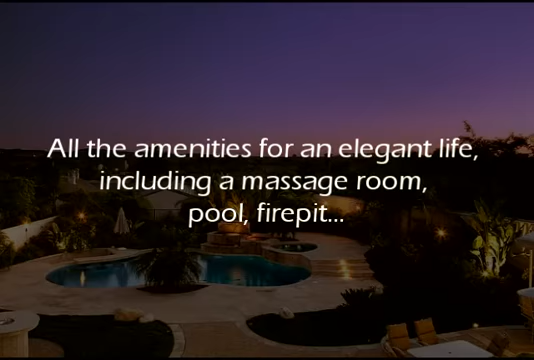 All the amenities for an elegant life,
including a massage room,
pool, firepit...